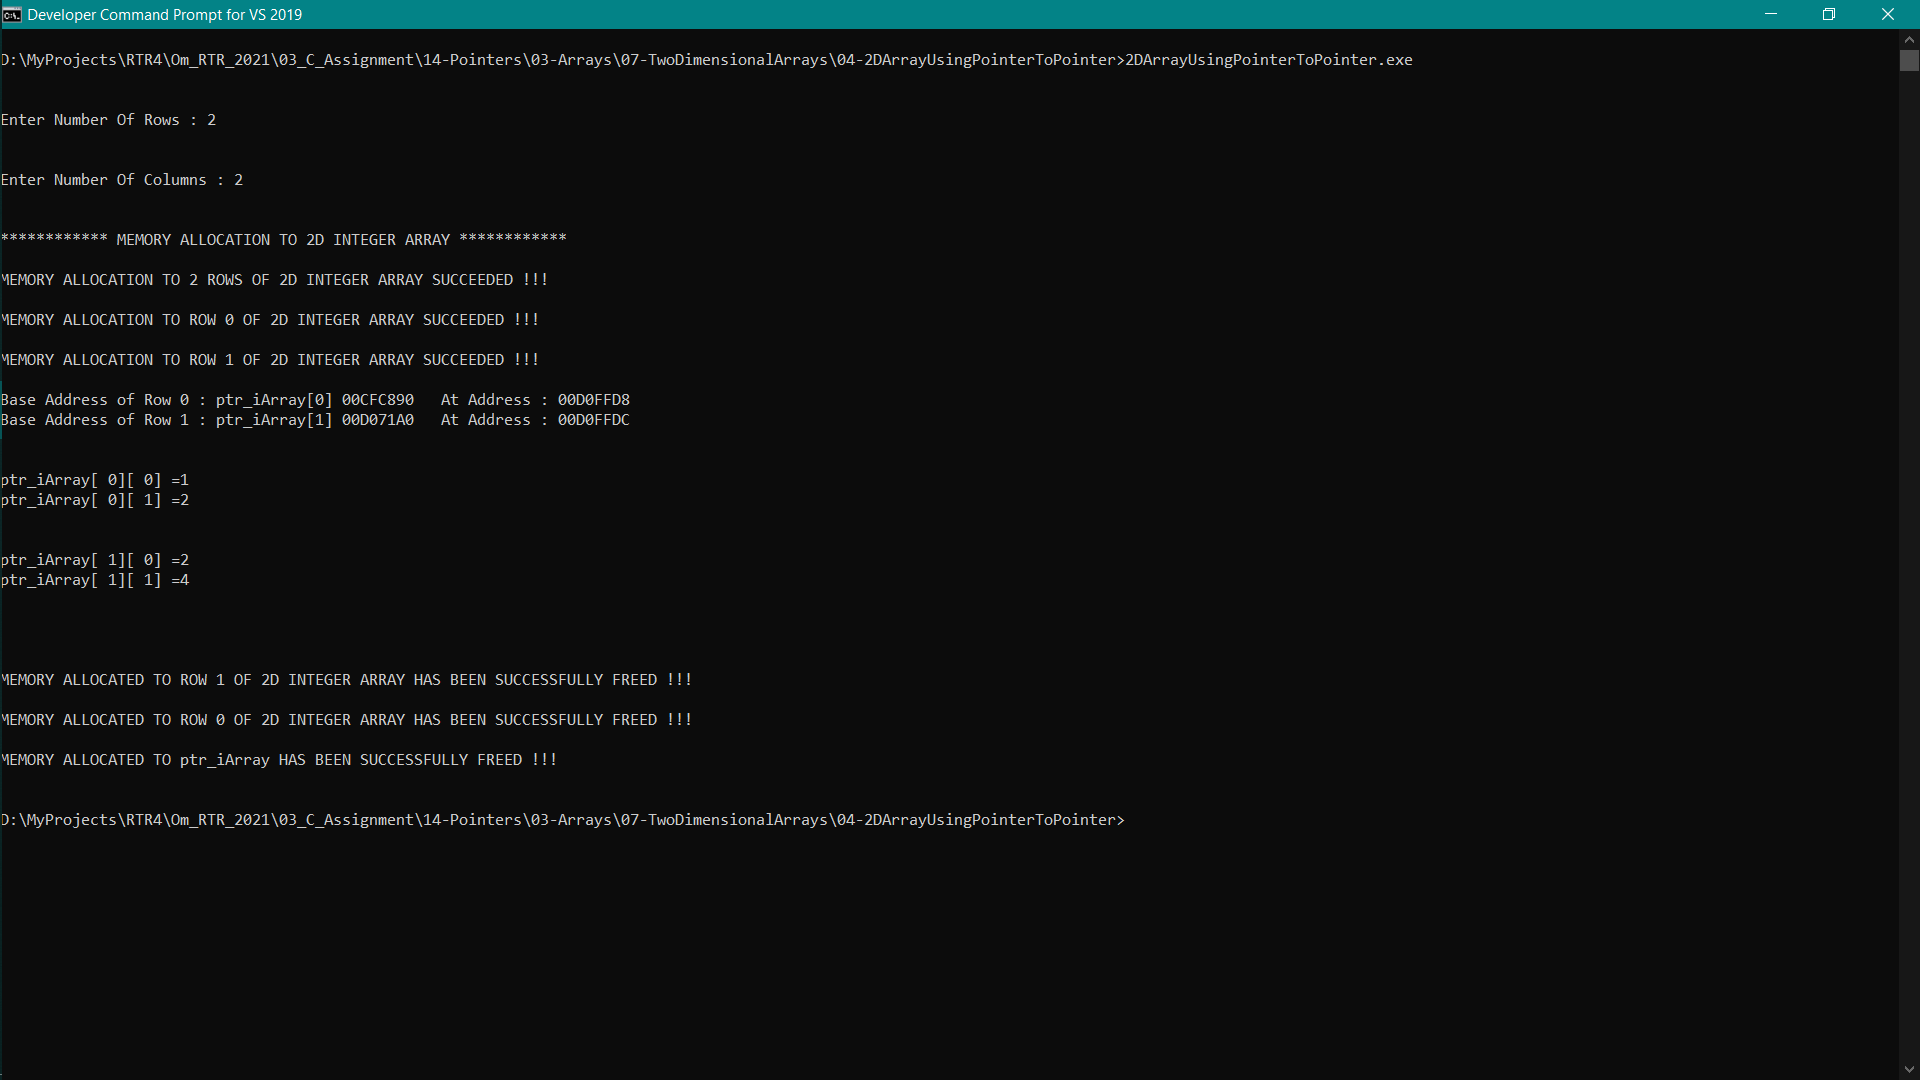 Developer Command Prompt for VS 2019
D:\MyProjects\RTR4\Om_RTR_2021\03_C_Assignment\14-Pointers\03-Arrays\07-TwoDimensionalArrays\04-2DArrayUsingPointerToPointer>2DArrayUsingPointerToPointer.exe
Enter Number Of Rows : 2
Enter Number Of Columns : 2
************ MEMORY ALLOCATION TO 2D INTEGER ARRAY ************
MEMORY ALLOCATION TO 2 ROWS OF 2D INTEGER ARRAY SUCCEEDED !!!
MEMORY ALLOCATION TO ROW 0 OF 2D INTEGER ARRAY SUCCEEDED !!!
MEMORY ALLOCATION TO ROW 1 OF 2D INTEGER ARRAY SUCCEEDED !!!
Base Address of Row 0 : ptr_iArray[0] 00CFC890   At Address : 00D0FFD8
Base Address of Row 1 : ptr_iArray[1] 00D071A0   At Address : 00D0FFDC
ptr_iArray[ 0][ 0] =1
ptr_iArray[ 0][ 1] =2
ptr_iArray[ 1][ 0] =2
ptr_iArray[ 1][ 1] =4
MEMORY ALLOCATED TO ROW 1 OF 2D INTEGER ARRAY HAS BEEN SUCCESSFULLY FREED !!!
MEMORY ALLOCATED TO ROW 0 OF 2D INTEGER ARRAY HAS BEEN SUCCESSFULLY FREED !!!
MEMORY ALLOCATED TO ptr_iArray HAS BEEN SUCCESSFULLY FREED !!!
D:\MyProjects\RTR4\Om_RTR_2021\03_C_Assignment\14-Pointers\03-Arrays\07-TwoDimensionalArrays\04-2DArrayUsingPointerToPointer>